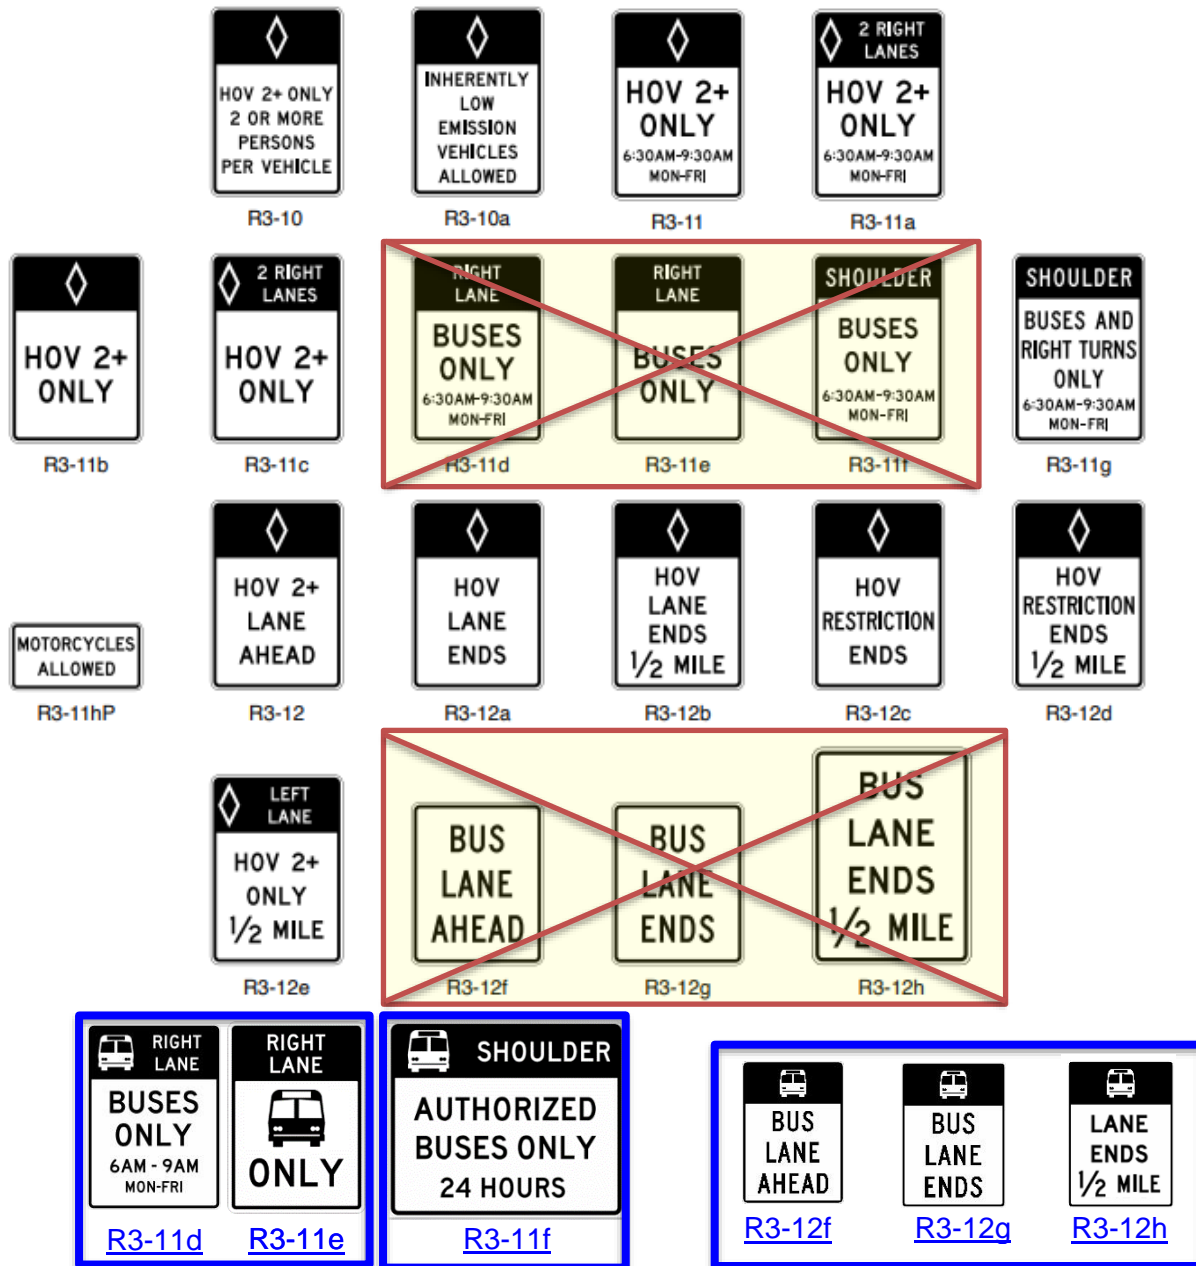 HOV 2+ ONLY
2 OR MORE
PERSONS
PER VEHICLE
R3-10
INHERENTLY
LOW
EMISSION
VEHICLES
ALLOWED
R3-10a
HOV 2+
ONLY
6:30AM-9:30AM
MON-FRI
R3-11
2 RIGHT
LANES
HOV 2+
ONLY
6:30AM-9:30AM
MON-FRI
R3-11a
HOV 2+
ONLY
R3-11b
2 RIGHT
LANES
HOV 2+
ONLY
R3-11c
RIGHT
LANE
BUSES
ONLY
6:30AM-9:30AM
MON-FRI
R3-11d
RIGHT
LANE
BUSES
ONLY
R3-11e
SHOULDER
BUSES
ONLY
6:30AM-9:30AM
MON-FRI
R3-11f
SHOULDER
BUSES AND
RIGHT TURNS
ONLY
6:30AM-9:30AM
MON-FRI
R3-11g
MOTORCYCLES
ALLOWED
R3-11hP
HOV 2+
LANE
AHEAD
R3-12
HOV
LANE
ENDS
R3-12a
HOV
LANE
ENDS
1/2 MILE
R3-12b
HOV
RESTRICTION
ENDS
R3-12c
HOV
RESTRICTION
ENDS
1/2 MILE
R3-12d
LEFT
LANE
HOV 2+
ONLY
1/2 MILE
R3-12e
BUS
LANE
AHEAD
R3-12f
BUS
LANE
ENDS
R3-12g
BUS
LANE
ENDS
1/2 MILE
R3-12h
RIGHT
LANE
BUSES
ONLY
6AM - 9AM
MON-FRI
R3-11d
RIGHT
LANE
ONLY
R3-11e
SHOULDER
AUTHORIZED
BUSES ONLY
24 HOURS
R3-11f
BUS
LANE
AHEAD
R3-12f
BUS
LANE
ENDS
R3-12g
LANE
ENDS
1/2 MILE
R3-12h